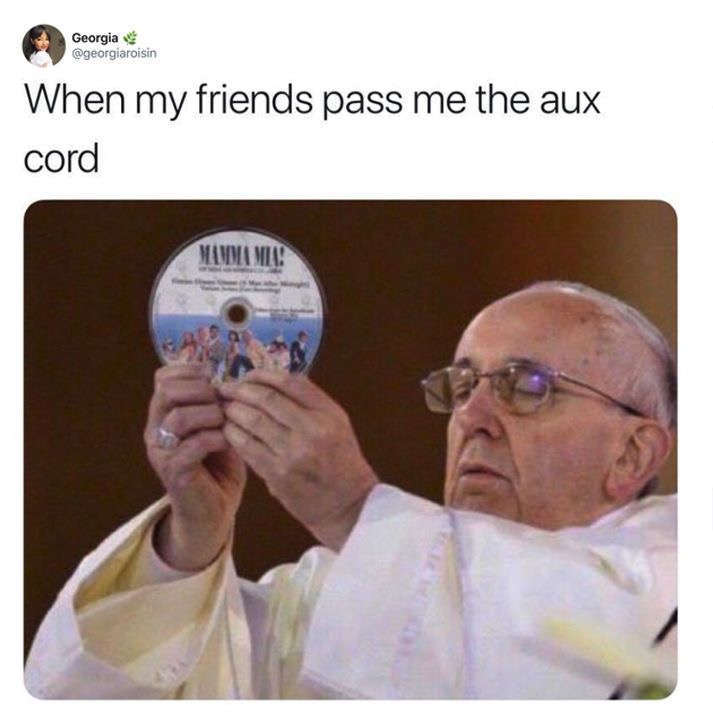 Georgia 🌿
@georgiaroisin
When my friends pass me the aux
cord
MAMMA MIA!